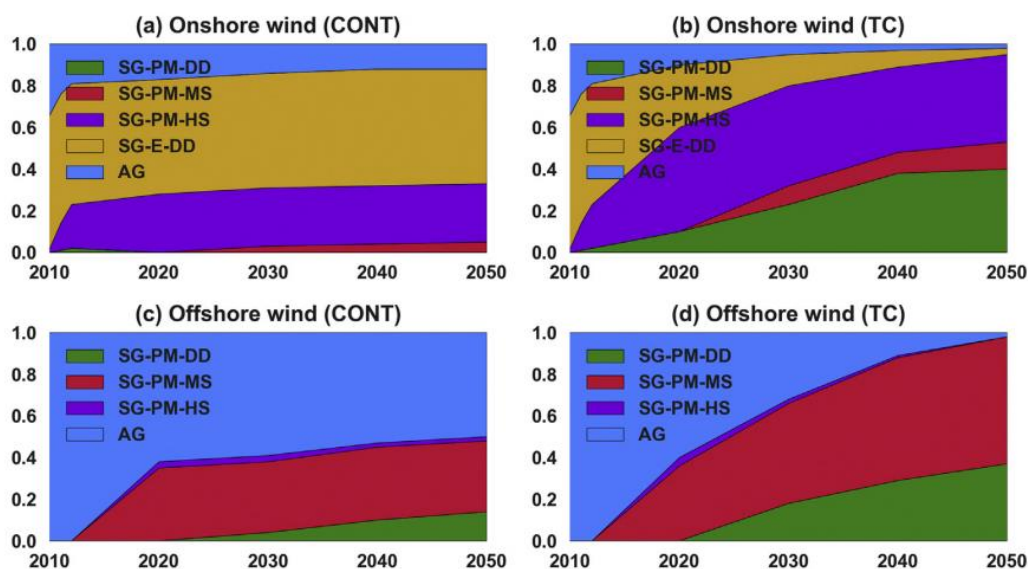 (a) Onshore wind (CONT)
1.0
0.8
0.6
0.4
0.2
0.0
SG-PM-DD
SG-PM-MS
SG-PM-HS
SG-E-DD
AG
2010 2020 2030 2040 2050
(b) Onshore wind (TC)
1.0
0.8
0.6
0.4
0.2
0.0
SG-PM-DD
SG-PM-MS
SG-PM-HS
SG-E-DD
AG
2010 2020 2030 2040 2050
(c) Offshore wind (CONT)
1.0
0.8
0.6
0.4
0.2
0.0
SG-PM-DD
SG-PM-MS
SG-PM-HS
AG
2010 2020 2030 2040 2050
(d) Offshore wind (TC)
1.0
0.8
0.6
0.4
0.2
0.0
SG-PM-DD
SG-PM-MS
SG-PM-HS
AG
2010 2020 2030 2040 2050